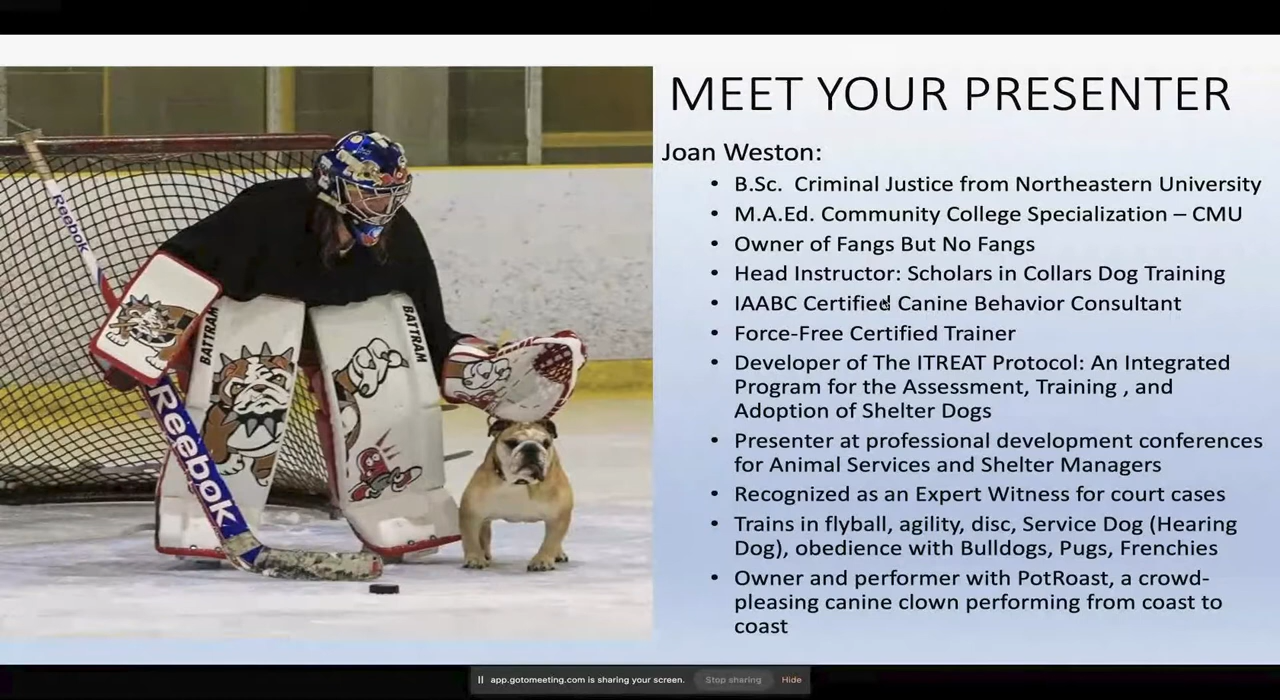 MEET YOUR PRESENTER
Joan Weston:
• B.Sc.  Criminal Justice from Northeastern University
• M.A.Ed. Community College Specialization – CMU
• Owner of Fangs But No Fangs
• Head Instructor: Scholars in Collars Dog Training
• IAABC Certified Canine Behavior Consultant
• Force-Free Certified Trainer
• Developer of The ITREAT Protocol: An Integrated
Program for the Assessment, Training , and
Adoption of Shelter Dogs
• Presenter at professional development conferences
for Animal Services and Shelter Managers
• Recognized as an Expert Witness for court cases
• Trains in flyball, agility, disc, Service Dog (Hearing
Dog), obedience with Bulldogs, Pugs, Frenchies
• Owner and performer with PotRoast, a crowd-
pleasing canine clown performing from coast to
coast
Reebok
BATTRAM
BATTRAM
Reebok
app.gotomeeting.com is sharing your screen.
Stop sharing
Hide